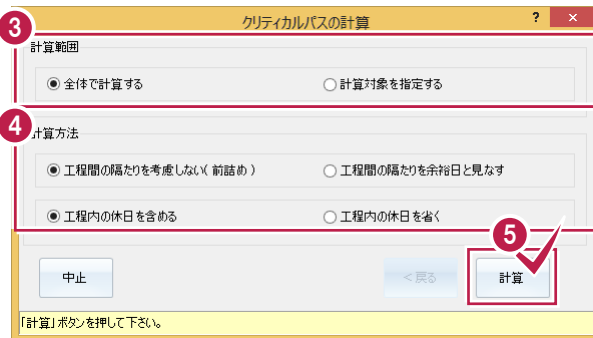 クリティカルパスの計算 ? ×
3
計算範囲
全体で計算する 計算対象を指定する
4
計算方法
工程間の隔たりを考慮しない(前詰め) 工程間の隔たりを余裕日と見なす
工程内の休日を含める 工程内の休日を省く
5
中止 <戻る 計算
「計算」ボタンを押して下さい。